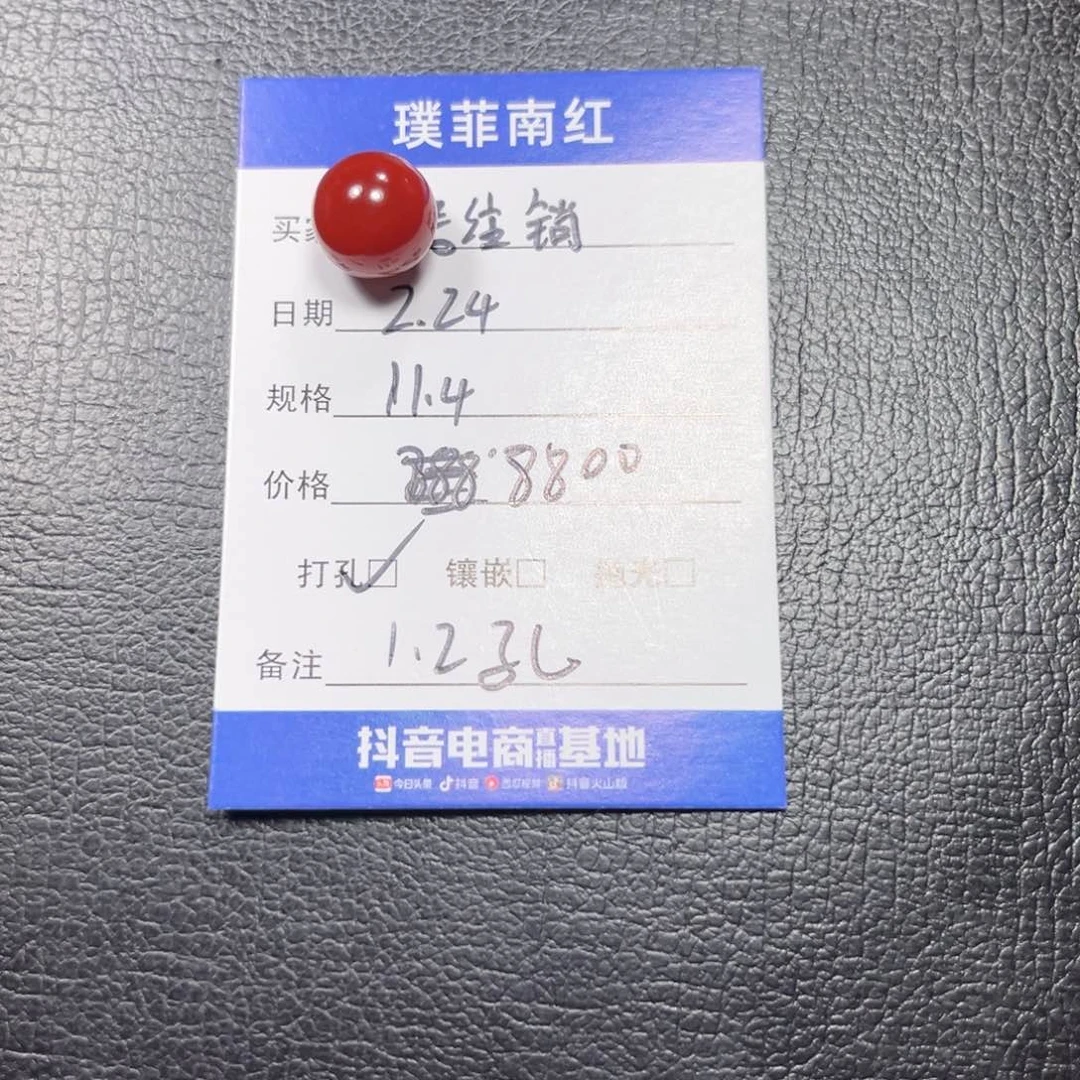 璞菲南红
买家 经销
日期 2.24
规格 11.4
价格 8800
打孔 镶嵌 抛光
备注 1.2孔
抖音电商直播基地
今日头条 抖音 西瓜视频 抖音火山版